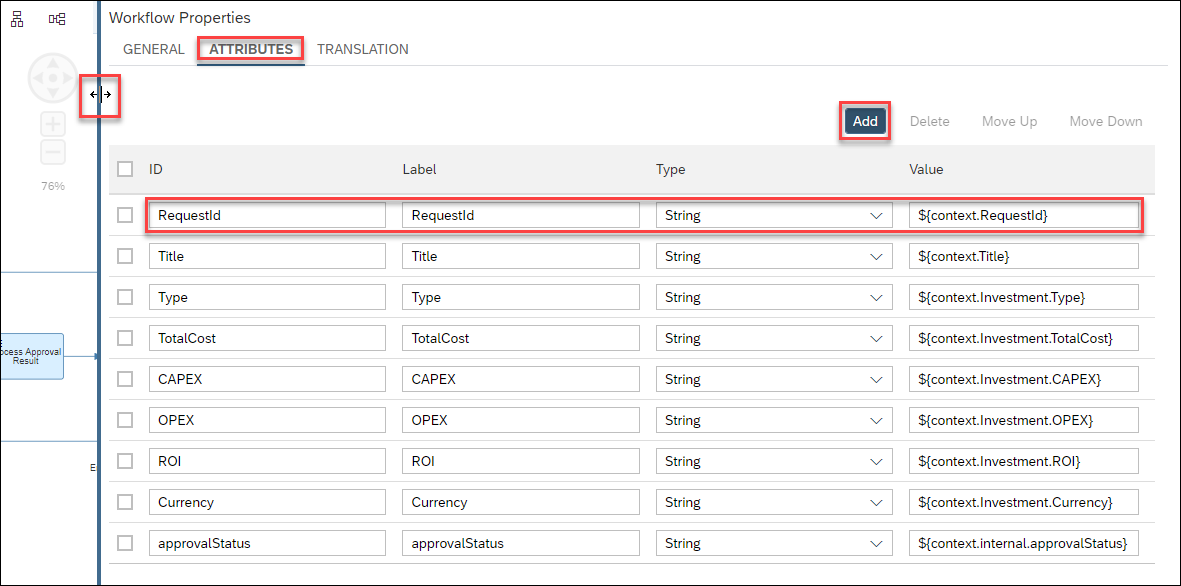 Workflow Properties
GENERAL ATTRIBUTES TRANSLATION
Add Delete Move Up Move Down
76%
ID Label Type Value
RequestId RequestId String ${context.RequestId}
Title Title String ${context.Title}
Type Type String ${context.Investment.Type}
TotalCost TotalCost String ${context.Investment.TotalCost}
CAPEX CAPEX String ${context.Investment.CAPEX}
OPEX OPEX String ${context.Investment.OPEX}
ROI ROI String ${context.Investment.ROI}
Currency Currency String ${context.Investment.Currency}
approvalStatus approvalStatus String ${context.internal.approvalStatus}
ocess Approval
Result